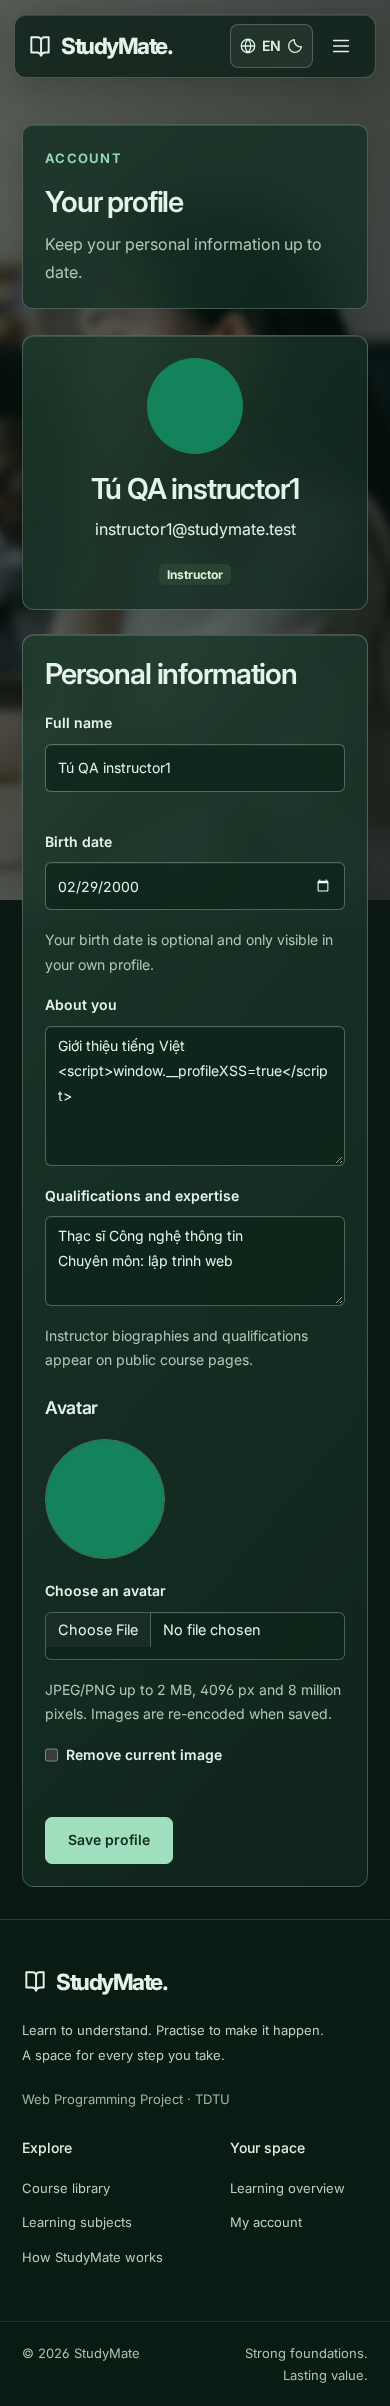 StudyMate.
EN
ACCOUNT
Your profile
Keep your personal information up to
date.
Tú QA instructor1
instructor1@studymate.test
Instructor
Personal information
Full name
Tú QA instructor1
Birth date
02/29/2000
Your birth date is optional and only visible in
your own profile.
About you
Giới thiệu tiếng Việt
<script>window.__profileXSS=true</scrip
t>
Qualifications and expertise
Thạc sĩ Công nghệ thông tin
Chuyên môn: lập trình web
Instructor biographies and qualifications
appear on public course pages.
Avatar
Choose an avatar
Choose File No file chosen
JPEG/PNG up to 2 MB, 4096 px and 8 million
pixels. Images are re-encoded when saved.
Remove current image
Save profile
StudyMate.
Learn to understand. Practise to make it happen.
A space for every step you take.
Web Programming Project · TDTU
Explore
Course library
Learning subjects
How StudyMate works
Your space
Learning overview
My account
© 2026 StudyMate
Strong foundations.
Lasting value.